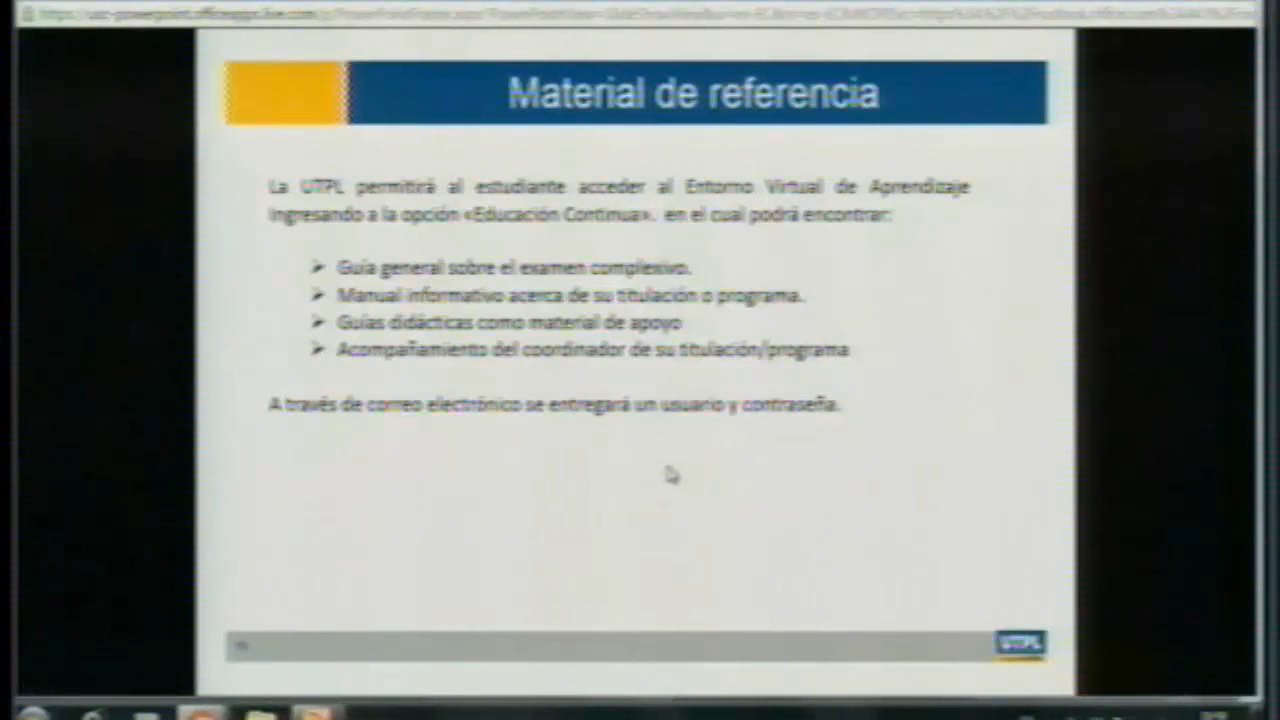 Material de referencia
La UTPL permitirá al estudiante acceder al Entorno Virtual de Aprendizaje
Ingresando a la opción «Educación Continua». en el cual podrá encontrar:
➢ Guía general sobre el examen complexivo.
➢ Manual informativo acerca de su titulación o programa.
➢ Guías didácticas como material de apoyo
➢ Acompañamiento del coordinador de su titulación/programa
A través de correo electrónico se entregará un usuario y contraseña.
UTPL